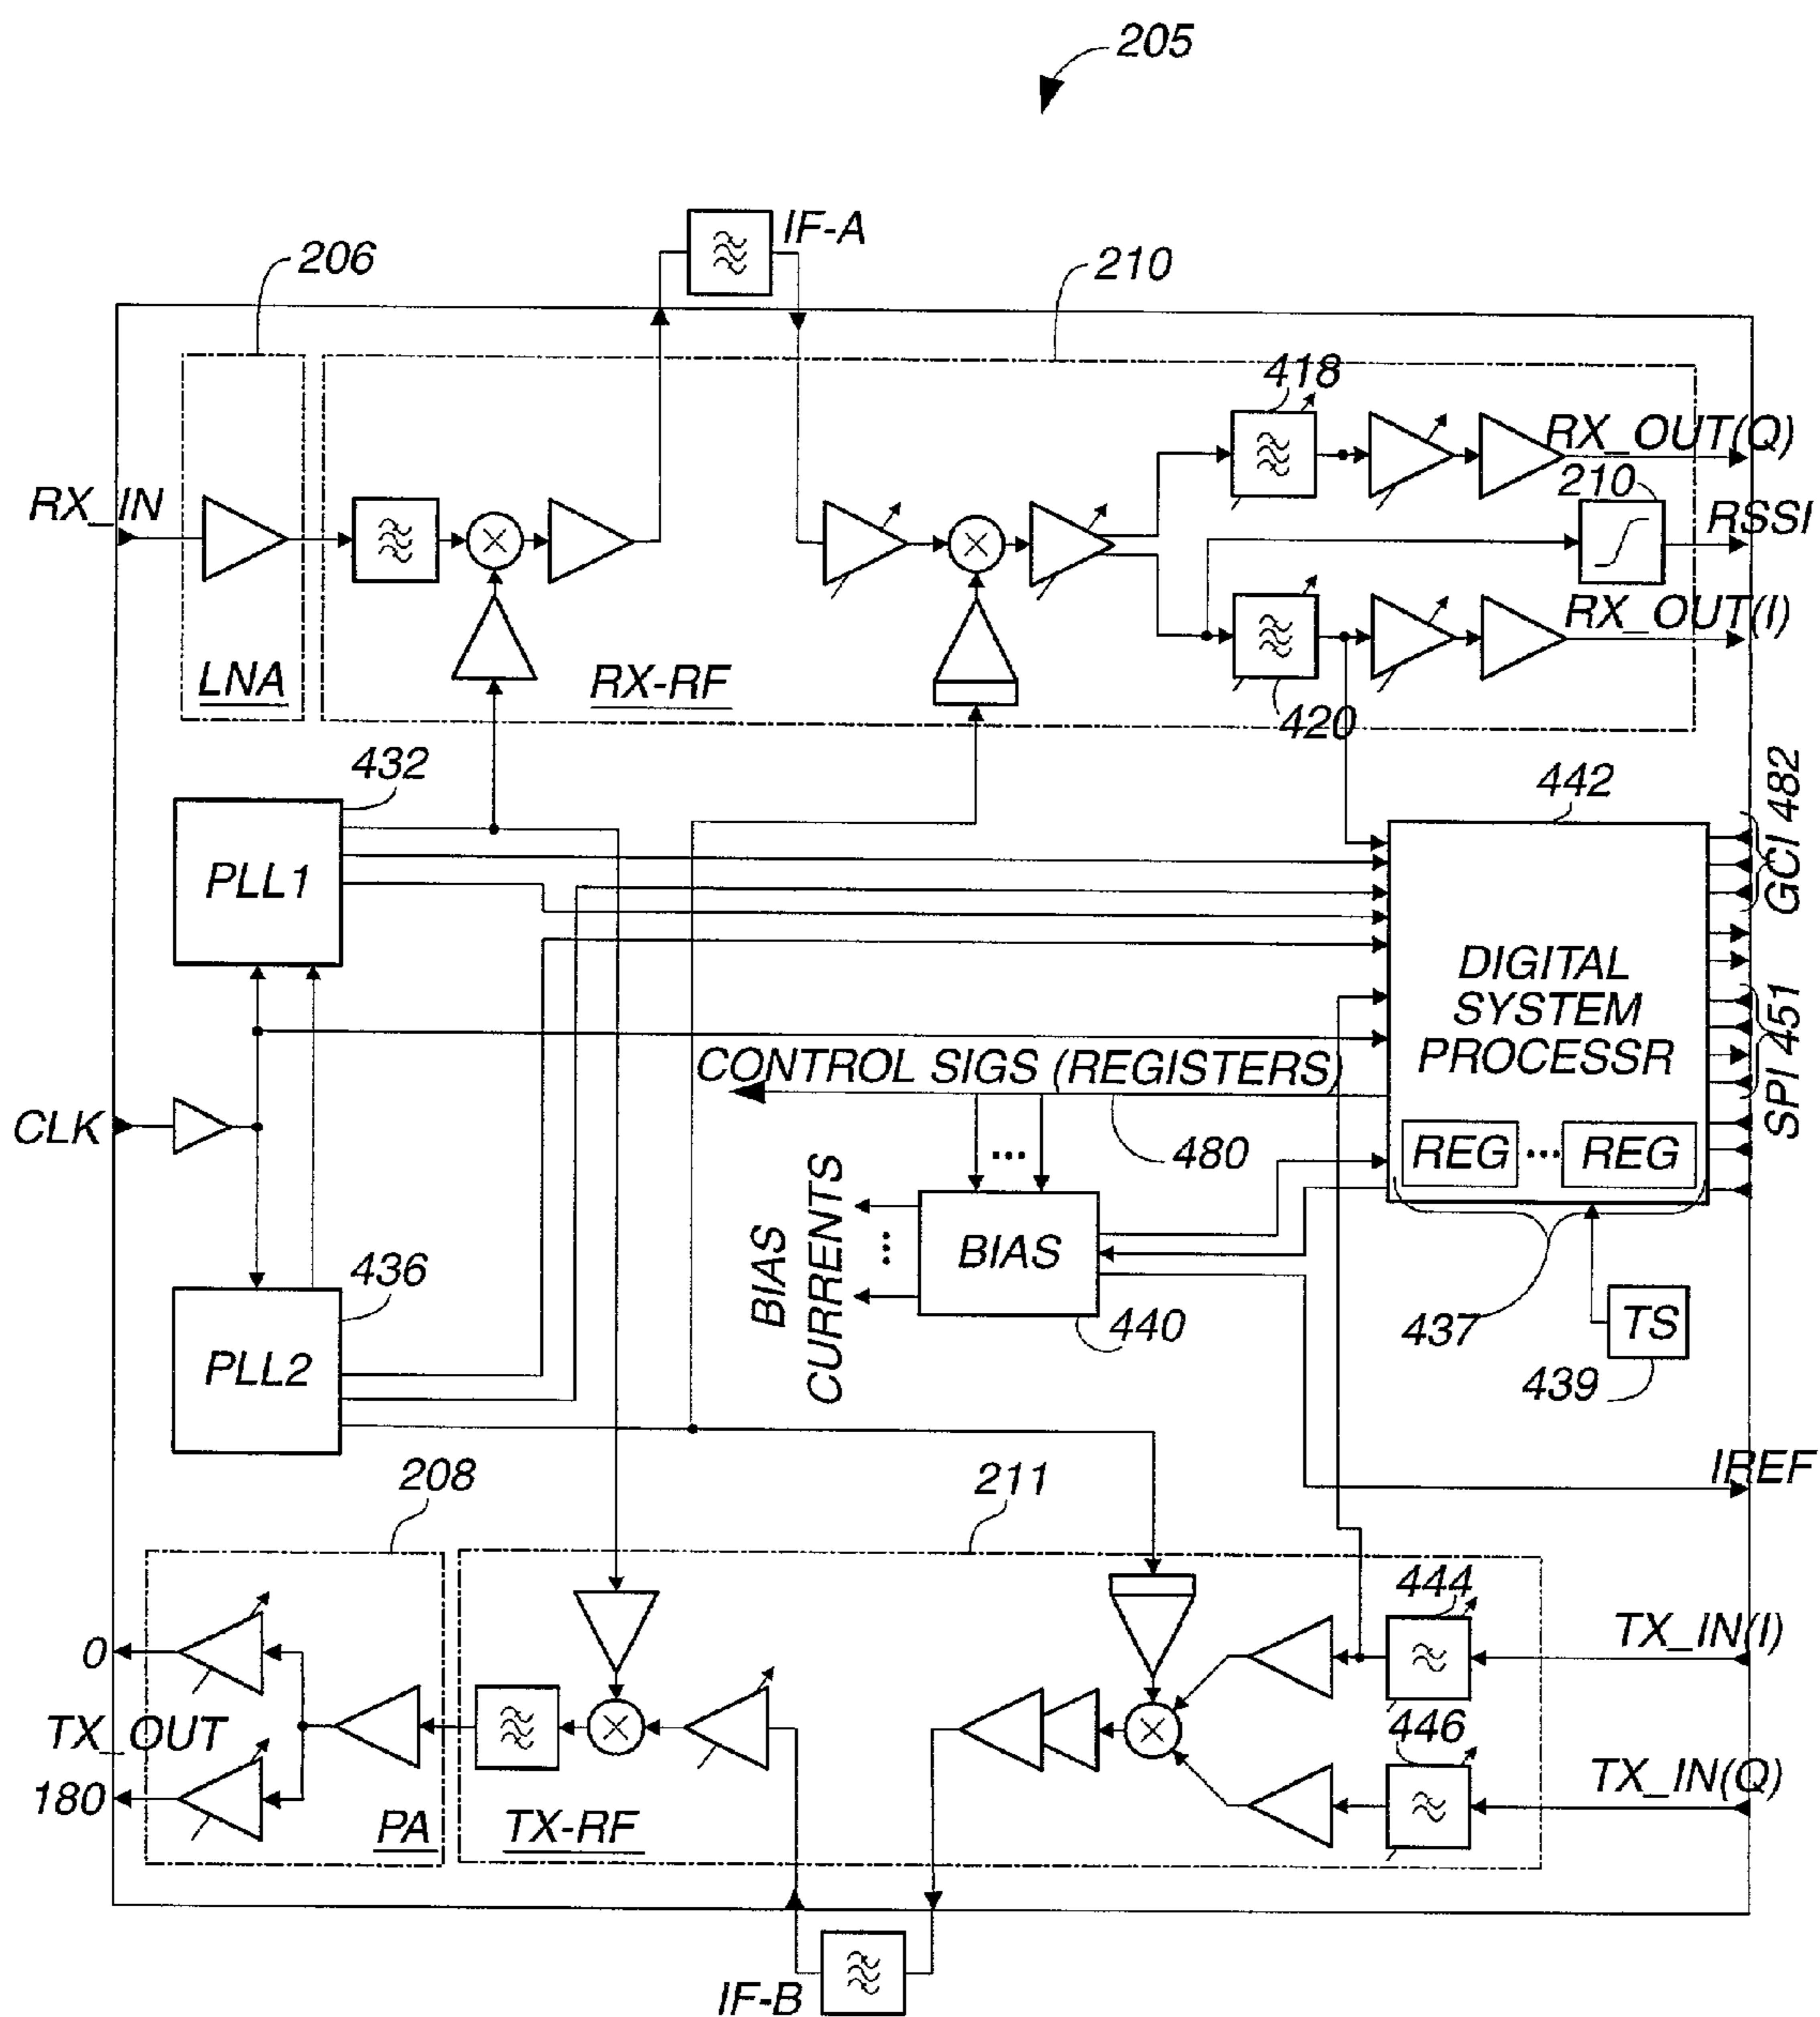 205
IF-A
206
210
418
RX_OUT(Q)
RX_IN
210
RSSI
RX_OUT(I)
LNA
RX-RF
420
432
442
GCI 482
PLL1
DIGITAL
SYSTEM
PROCESSR
SPI 451
CONTROL SIGS (REGISTERS)
CLK
480
REG ... REG
...
BIAS
CURRENTS
...
BIAS
436
440
437
TS
PLL2
439
208
211
IREF
444
0
TX_IN(I)
TX_OUT
446
TX_IN(Q)
180
PA
TX-RF
IF-B